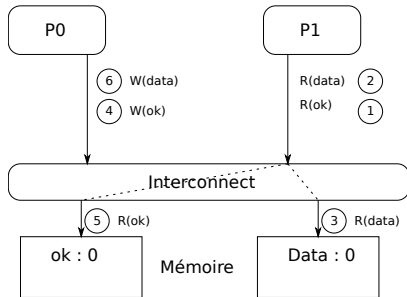 P0
P1
6 W(data)
R(data) 2
4 W(ok)
R(ok) 1
Interconnect
5 R(ok)
3 R(data)
ok : 0
Data : 0
Mémoire